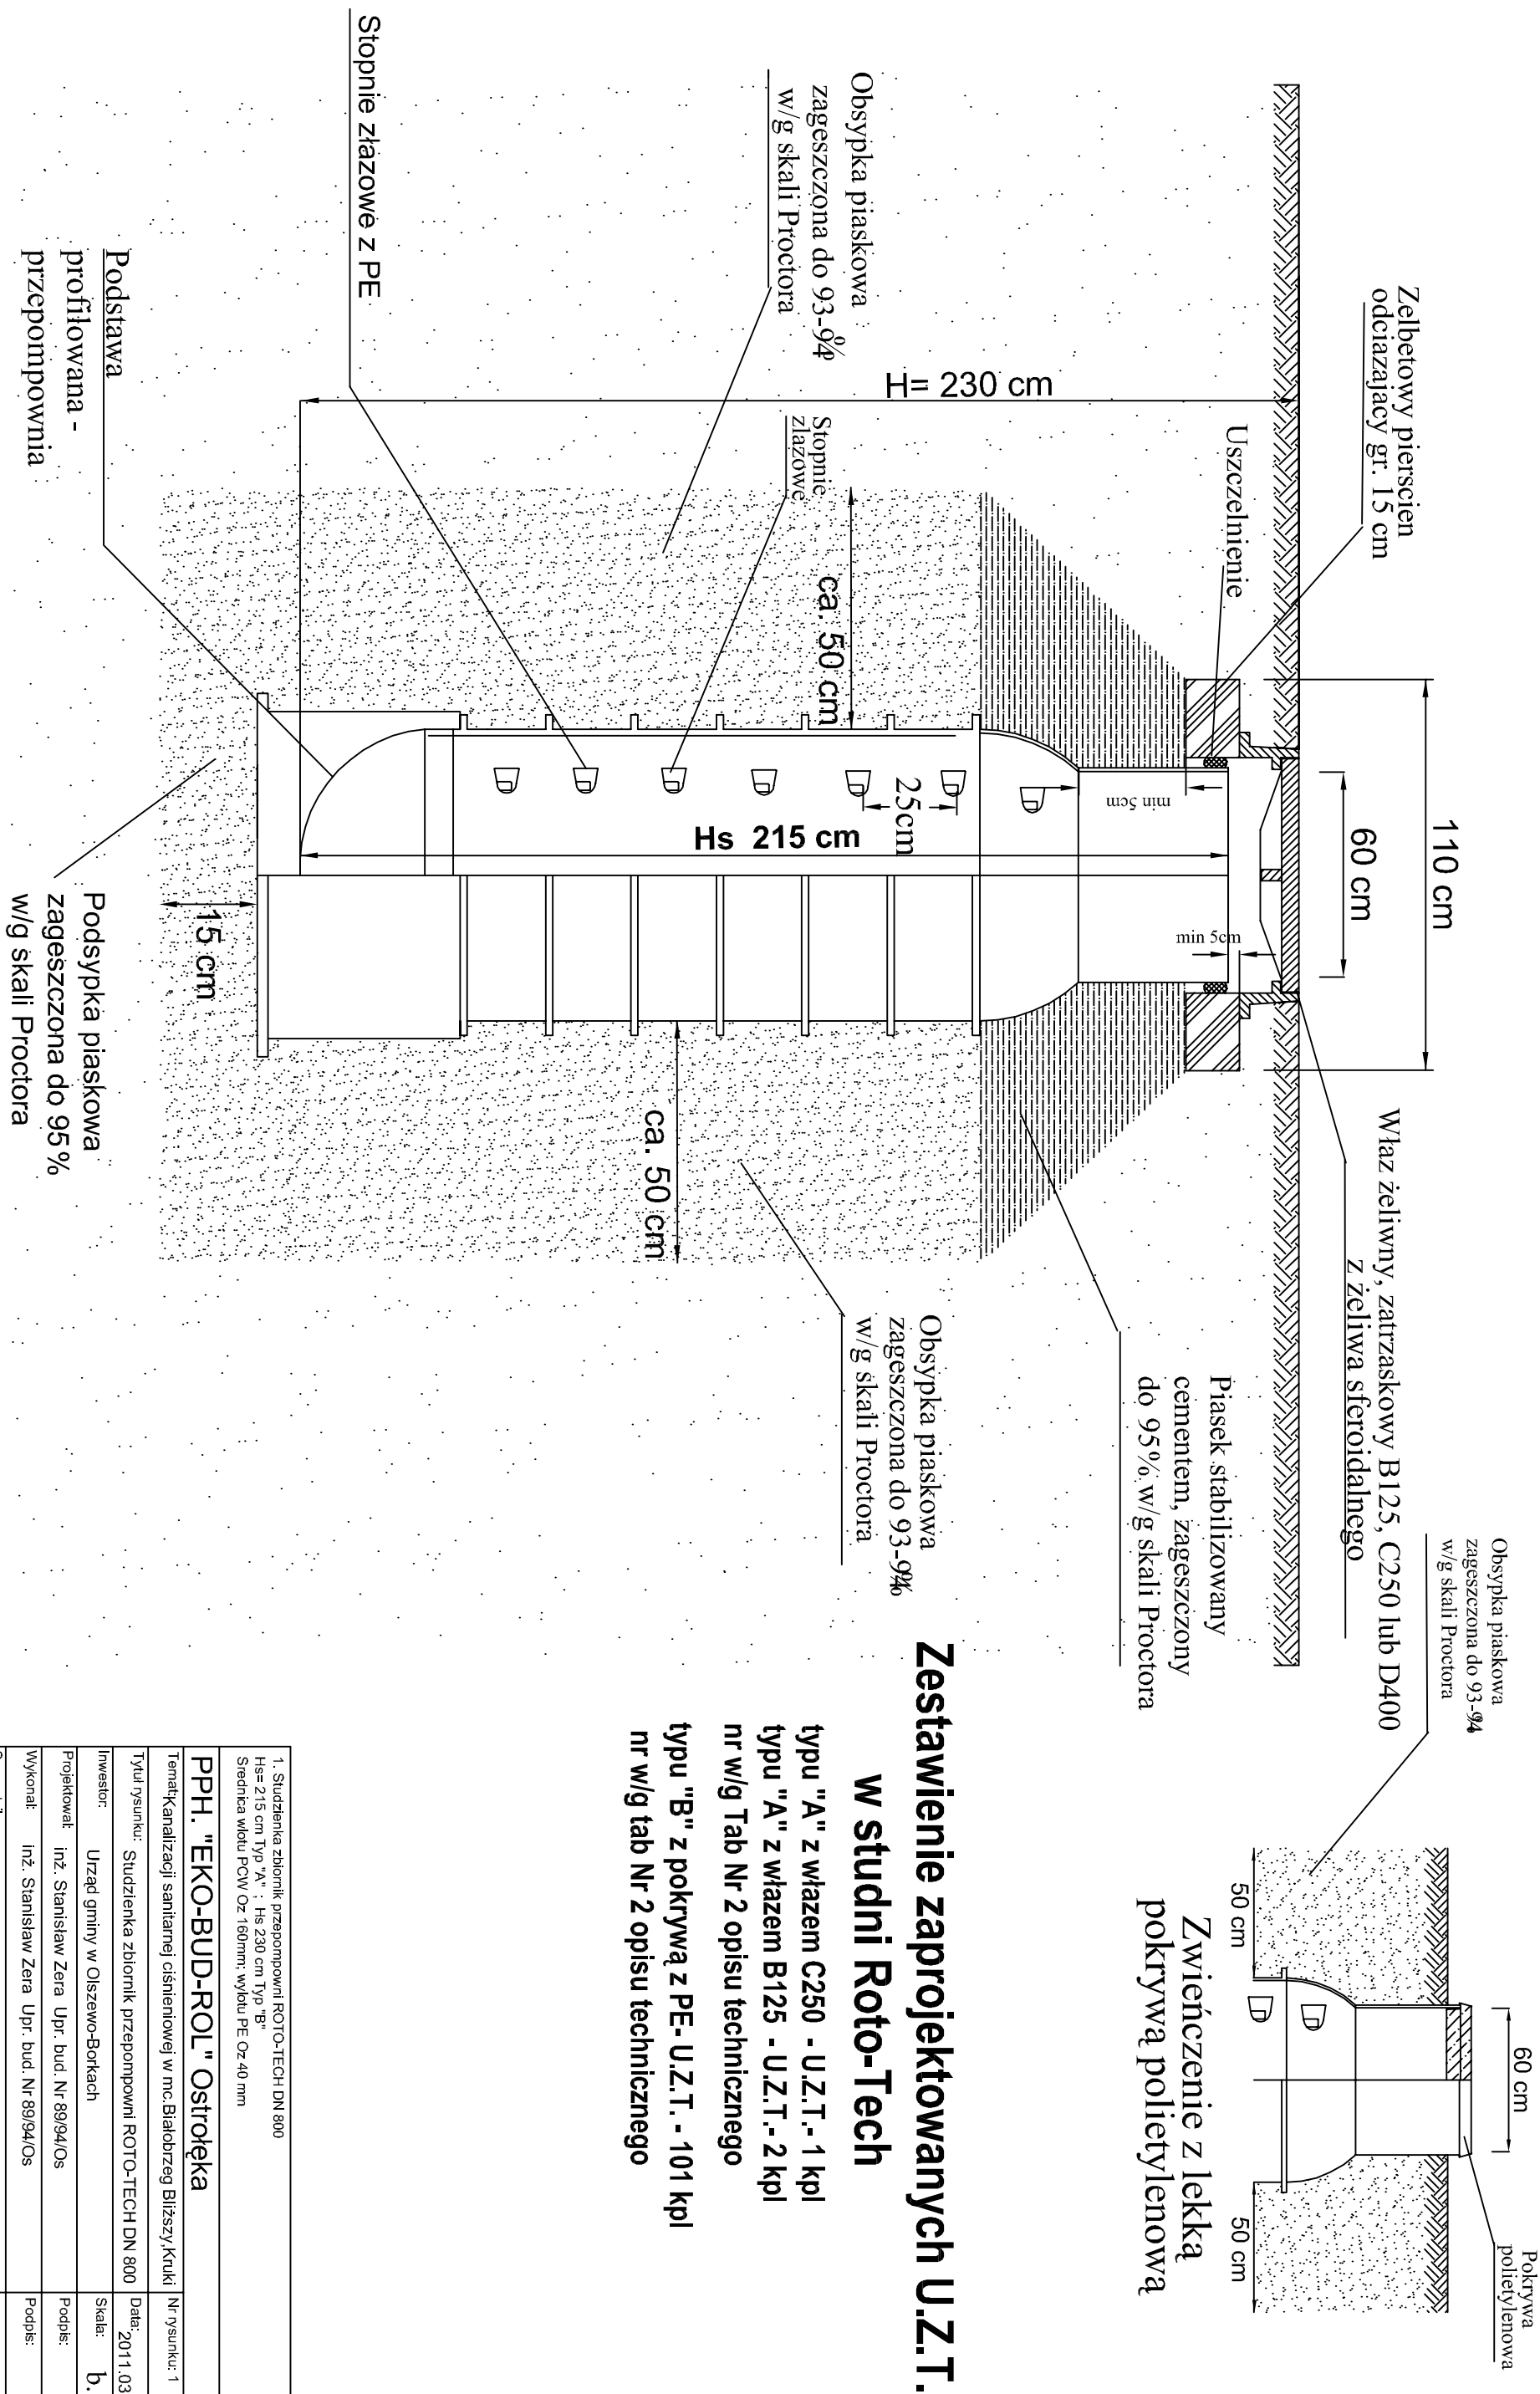 Stopnie złazowe z PE
Obsypka piaskowa
zageszczona do 93-94%
w/g skali Proctora
Podstawa
profilowana -
przepompownia
Zelbetowy pierscien
odciazajacy gr. 15 cm
Uszczelnienie
H= 230 cm
Stopnie
zlazowe
ca. 50 cm
25cm
min 5cm
Hs 215 cm
min 5cm
110 cm
60 cm
15 cm
ca. 50 cm
Podsypka piaskowa
zageszczona do 95%
w/g skali Proctora
Właz żeliwny, zatrzaskowy B125, C250 lub D400
z żeliwa sferoidalnego
Piasek stabilizowany
cementem, zageszczony
do 95% w/g skali Proctora
Obsypka piaskowa
zageszczona do 93-9%
w/g skali Proctora
Obsypka piaskowa
zageszczona do 93-94
w/g skali Proctora
60 cm
50 cm
50 cm
Pokrywa
polietylenowa
Zwieńczenie z lekką
pokrywą polietylenową
Zestawienie zaprojektowanych U.Z.T.
w studni Roto-Tech
typu "A" z włazem C250 - U.Z.T.- 1 kpl
typu "A" z włazem B125 - U.Z.T.- 2 kpl
nr w/g Tab Nr 2 opisu technicznego
typu "B" z pokrywą z PE- U.Z.T. - 101 kpl
nr w/g tab Nr 2 opisu technicznego
1. Studzienka zbiornik przepompowni ROTO-TECH DN 800
Hs= 215 cm Typ "A" ; Hs 230 cm Typ "B"
Srednica wlotu PCW Oz 160mm; wylotu PE Oz 40 mm
PPH. "EKO-BUD-ROL" Ostrołęka
Temat:Kanalizacji sanitarnej ciśnieniowej w mc.Białobrzeg Bliższy,Kruki
Nr rysunku: 1
Tytuł rysunku: Studzienka zbiornik przepompowni ROTO-TECH DN 800
Data: 2011.03
Inwestor: Urząd gminy w Olszewo-Borkach
Skala: b.
Projektował: inż. Stanisław Zera Upr. bud. Nr 89/94/Os
Podpis:
Wykonał: inż. Stanisław Zera Upr. bud. Nr 89/94/Os
Podpis: